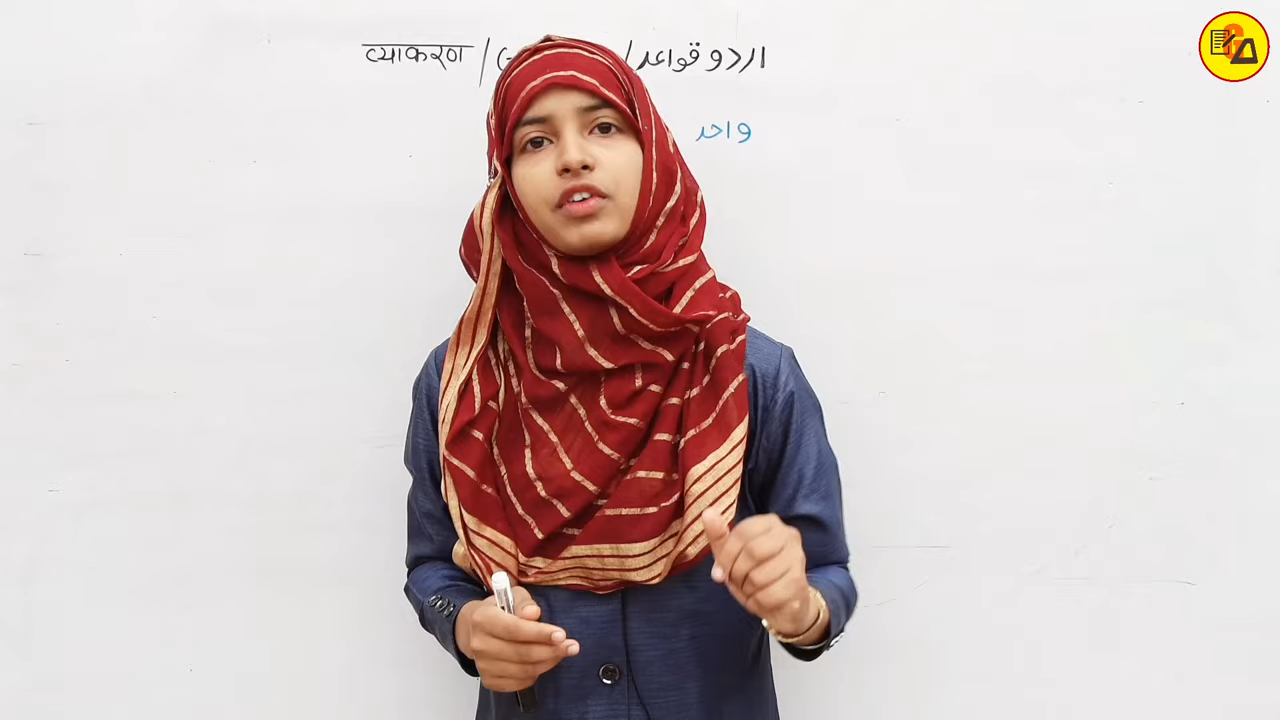 اردو قواعد / / व्याकरण
واحد